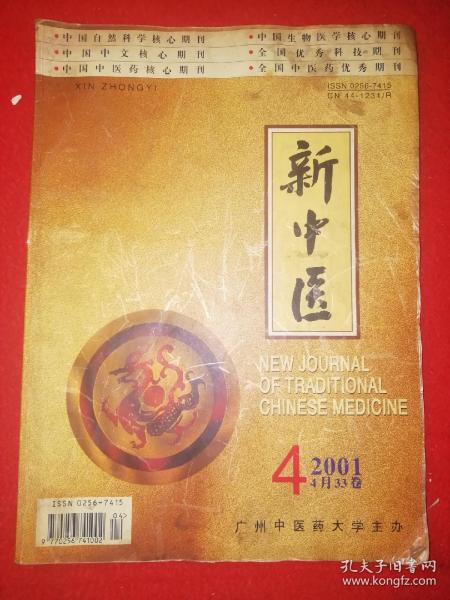 •中国自然科学核心期刊
•中国生物医学核心期刊
•中国中文核心期刊
•全国优秀科技期刊
•中国中医药核心期刊
•全国中医药优秀期刊
XIN ZHONGYI
ISSN 0256-7415
CN 44-1231/R
新中医
NEW JOURNAL
OF TRADITIONAL
CHINESE MEDICINE
4 2001
4月33卷
ISSN 0256-7415
04>
9 770256 741002
广州中医药大学主办
孔夫子旧书网
www.kongfz.com